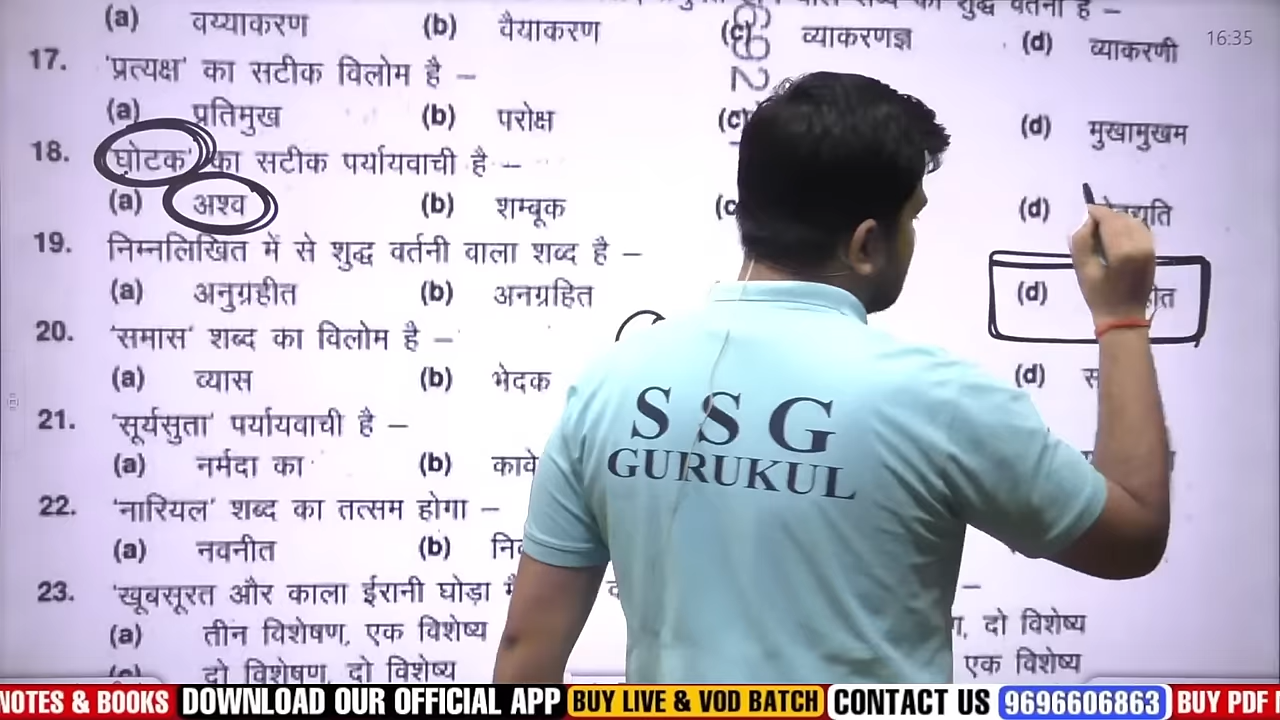 शुद्ध वर्तनी है –
(a) वय्याकरण (b) वैयाकरण (c) व्याकरणज्ञ (d) व्याकरणी
16:35
17. 'प्रत्यक्ष' का सटीक विलोम है –
(a) प्रतिमुख (b) परोक्ष (c) (d) मुखामुखम
18. 'घोटक' का सटीक पर्यायवाची है –
(a) अश्व (b) शम्बूक (c (d)
19. निम्नलिखित में से शुद्ध वर्तनी वाला शब्द है –
(a) अनुग्रहीत (b) अनग्रहित (d)
20. 'समास' शब्द का विलोम है –
(a) व्यास (b) भेदक (d)
21. 'सूर्यसुता' पर्यायवाची है –
(a) नर्मदा का (b)
22. 'नारियल' शब्द का तत्सम होगा –
(a) नवनीत (b)
23. 'खूबसूरत और काला ईरानी घोड़ा –
(a) तीन विशेषण, एक विशेष्य दो विशेष्य
दो विशेषण, दो विशेष्य एक विशेष्य
S S G
GURUKUL
NOTES & BOOKS DOWNLOAD OUR OFFICIAL APP BUY LIVE & VOD BATCH CONTACT US 9696606863 BUY PDF